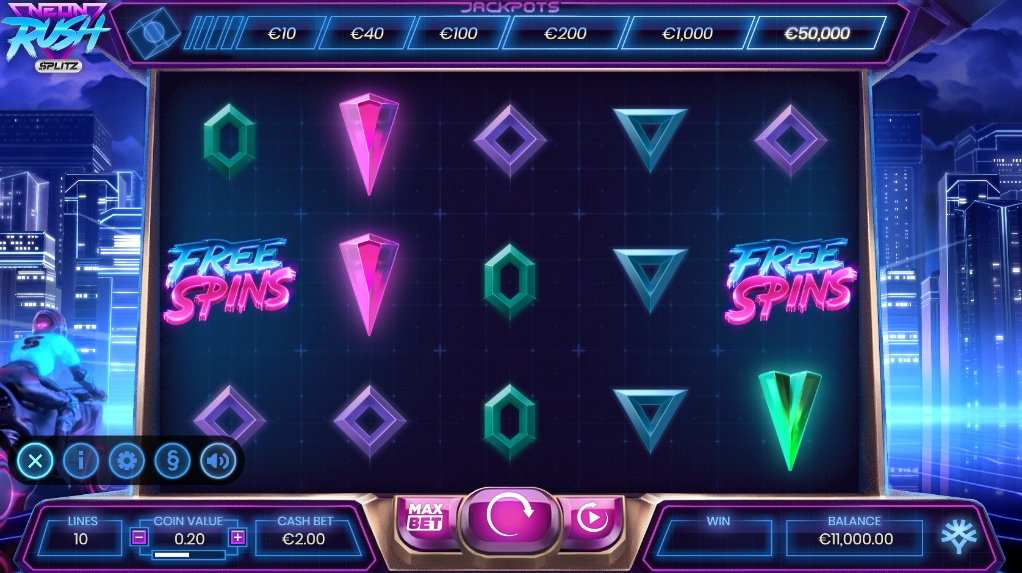 NEON
RUSH
SPLITZ
JACKPOTS
€10 €40 €100 €200 €1,000 €50,000
FREE
SPINS
FREE
SPINS
i § 
MAX
BET
LINES
10
COIN VALUE
- 0.20 +
CASH BET
€2.00
WIN
BALANCE
€11,000.00